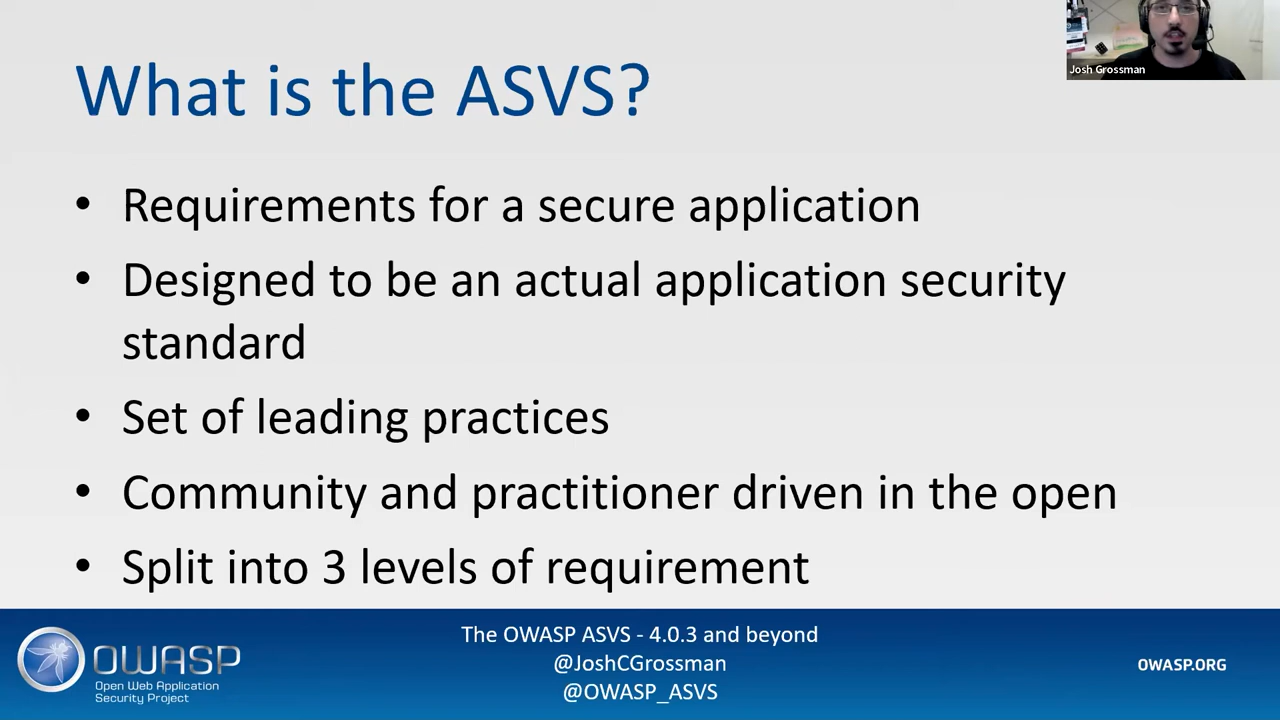 Josh Grossman
What is the ASVS?
• Requirements for a secure application
• Designed to be an actual application security
standard
• Set of leading practices
• Community and practitioner driven in the open
• Split into 3 levels of requirement
OWASP
Open Web Application
Security Project
The OWASP ASVS - 4.0.3 and beyond
@JoshCGrossman
@OWASP_ASVS
OWASP.ORG